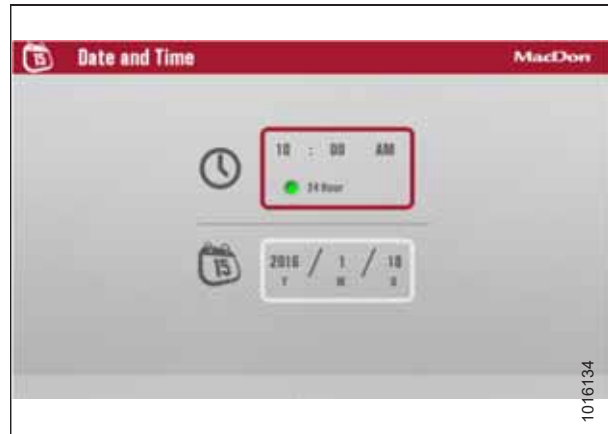 15 Date and Time MacDon
10 : 00 AM
24 Hour
15 2016 / 1 / 18
Y M D
1016134